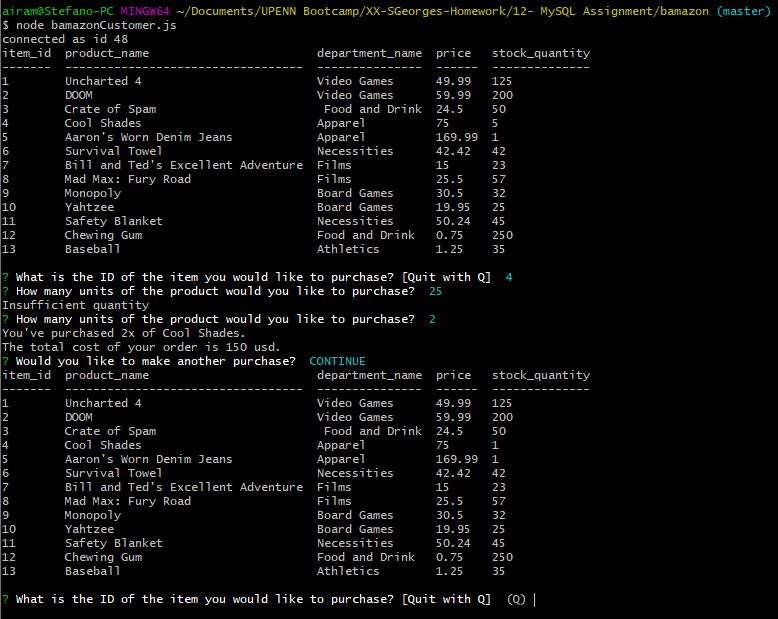 airam@Stefano-PC MINGW64 ~/Documents/UPENN Bootcamp/XX-SGeorges-Homework/12- MySQL Assignment/bamazon (master)
$ node bamazonCustomer.js
connected as id 48
item_id  product_name                        department_name  price   stock_quantity
-------  ----------------------------------  ---------------  ------  --------------
1        Uncharted 4                         Video Games      49.99   125
2        DOOM                                Video Games      59.99   200
3        Crate of Spam                        Food and Drink  24.5    50
4        Cool Shades                         Apparel          75      5
5        Aaron's Worn Denim Jeans            Apparel          169.99  1
6        Survival Towel                      Necessities      42.42   42
7        Bill and Ted's Excellent Adventure  Films            15      23
8        Mad Max: Fury Road                  Films            25.5    57
9        Monopoly                            Board Games      30.5    32
10       Yahtzee                             Board Games      19.95   25
11       Safety Blanket                      Necessities      50.24   45
12       Chewing Gum                         Food and Drink   0.75    250
13       Baseball                            Athletics        1.25    35
? What is the ID of the item you would like to purchase? [Quit with Q]  4
? How many units of the product would you like to purchase?  25
Insufficient quantity
? How many units of the product would you like to purchase?  2
You've purchased 2x of Cool Shades.
The total cost of your order is 150 usd.
? Would you like to make another purchase?  CONTINUE
item_id  product_name                        department_name  price   stock_quantity
-------  ----------------------------------  ---------------  ------  --------------
1        Uncharted 4                         Video Games      49.99   125
2        DOOM                                Video Games      59.99   200
3        Crate of Spam                        Food and Drink  24.5    50
4        Cool Shades                         Apparel          75      1
5        Aaron's Worn Denim Jeans            Apparel          169.99  1
6        Survival Towel                      Necessities      42.42   42
7        Bill and Ted's Excellent Adventure  Films            15      23
8        Mad Max: Fury Road                  Films            25.5    57
9        Monopoly                            Board Games      30.5    32
10       Yahtzee                             Board Games      19.95   25
11       Safety Blanket                      Necessities      50.24   45
12       Chewing Gum                         Food and Drink   0.75    250
13       Baseball                            Athletics        1.25    35
? What is the ID of the item you would like to purchase? [Quit with Q]  (Q)